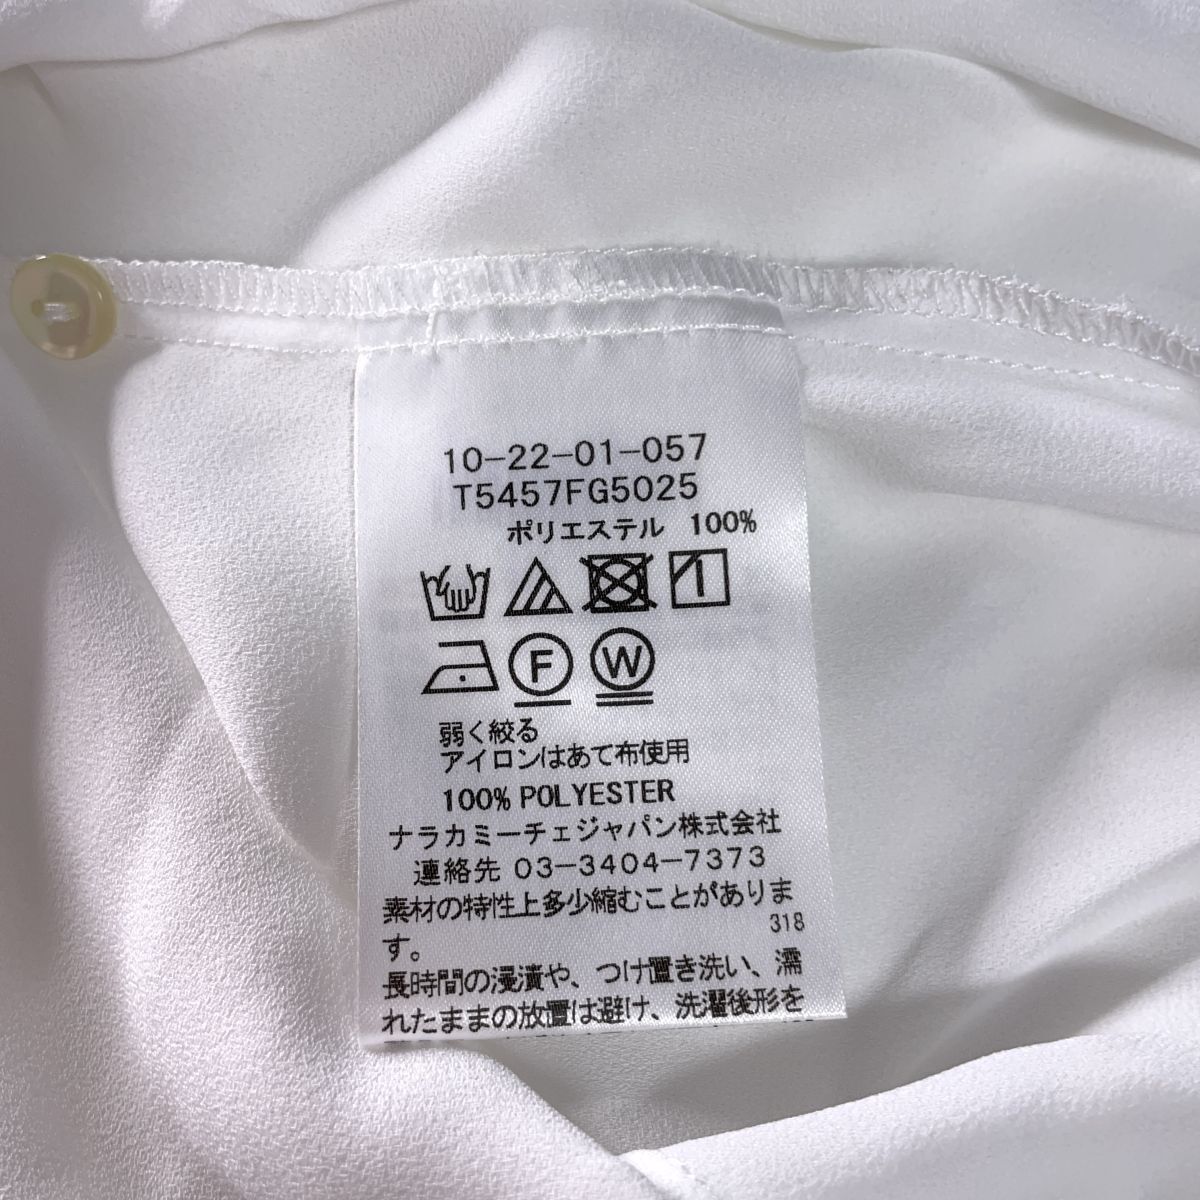 10-22-01-057
T5457FG5025
ポリエステル 100%
F W
弱く絞る
アイロンはあて布使用
100% POLYESTER
ナラカミーチェジャパン株式会社
連絡先 03-3404-7373
素材の特性上多少縮むことがありま
す。 318
長時間の浸漬や、つけ置き洗い、濡
れたままの放置は避け、洗濯後形を